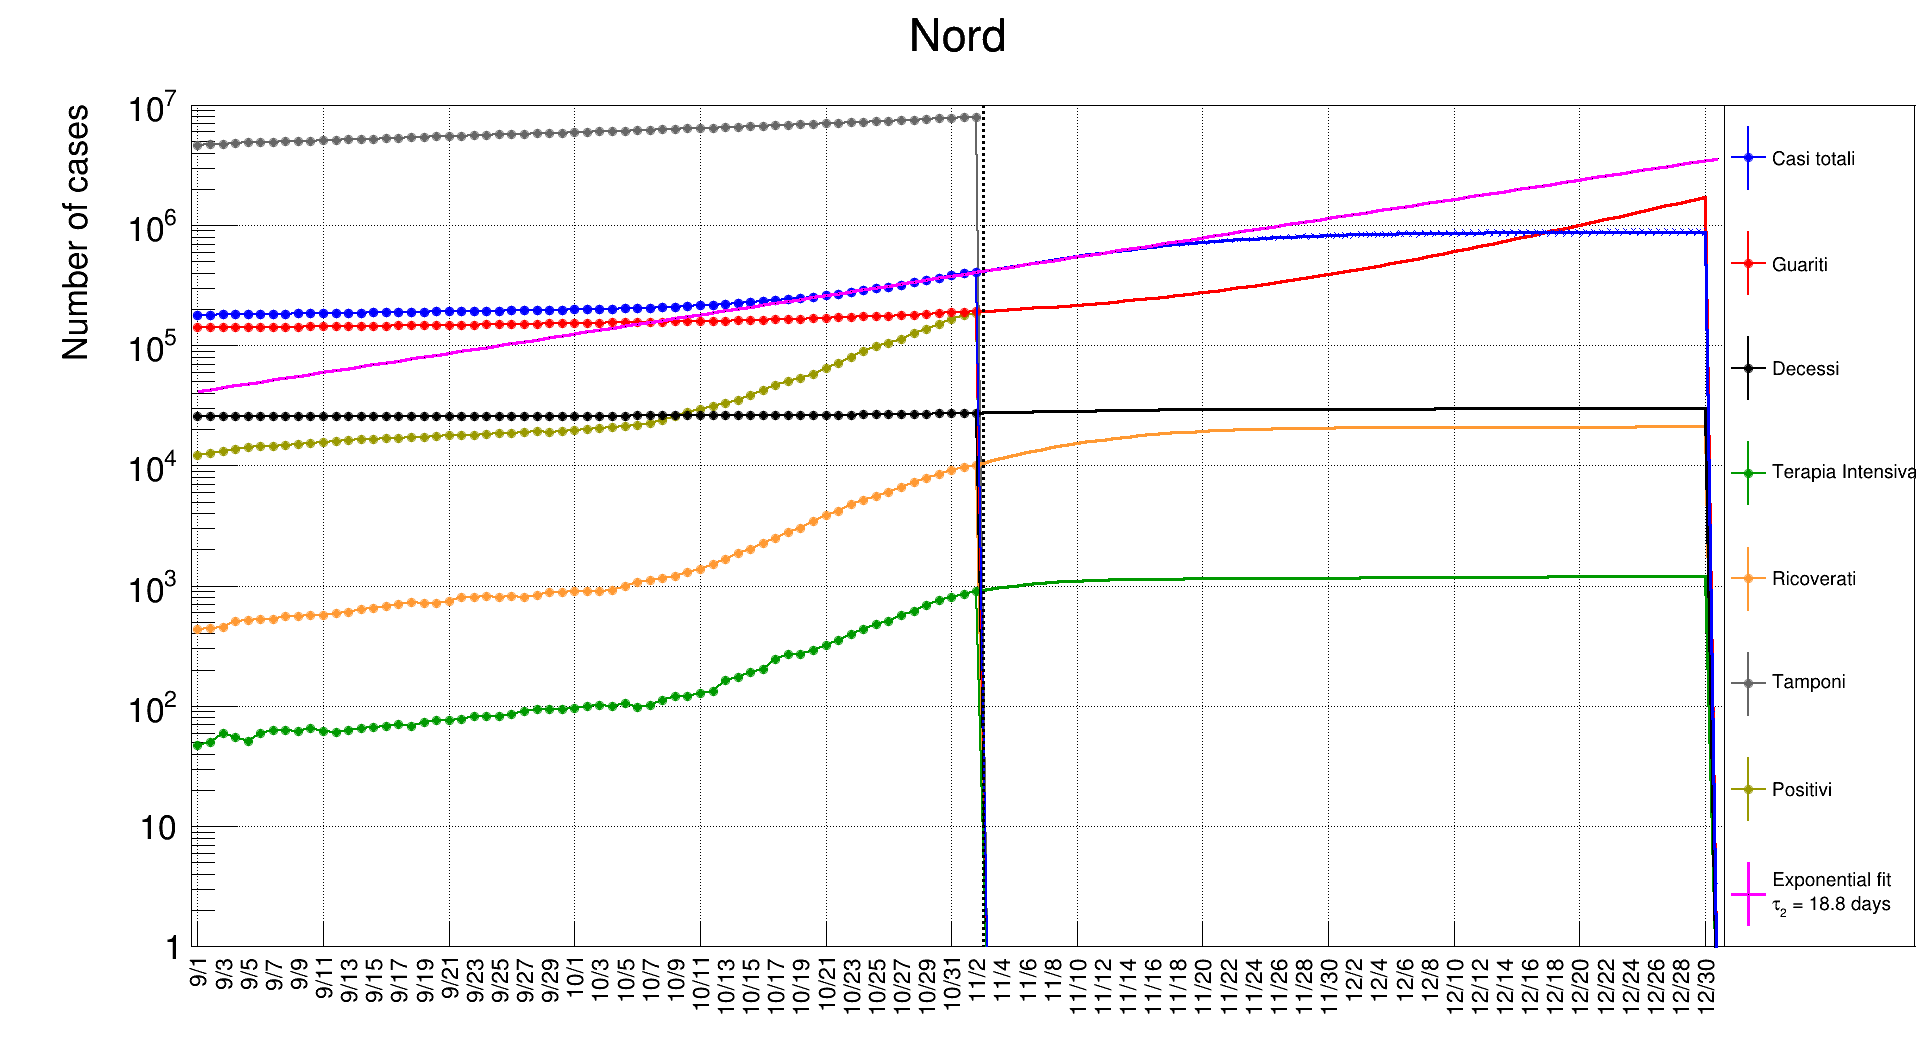 Nord
Number of cases
10^7
10^6
10^5
10^4
10^3
10^2
10
1
9/1 9/3 9/5 9/7 9/9 9/11 9/13 9/15 9/17 9/19 9/21 9/23 9/25 9/27 9/29 10/1 10/3 10/5 10/7 10/9 10/11 10/13 10/15 10/17 10/19 10/21 10/23 10/25 10/27 10/29 10/31 11/2 11/4 11/6 11/8 11/10 11/12 11/14 11/16 11/18 11/20 11/22 11/24 11/26 11/28 11/30 12/2 12/4 12/6 12/8 12/10 12/12 12/14 12/16 12/18 12/20 12/22 12/24 12/26 12/28 12/30
Casi totali
Guariti
Decessi
Terapia Intensiva
Ricoverati
Tamponi
Positivi
Exponential fit
τ₂ = 18.8 days